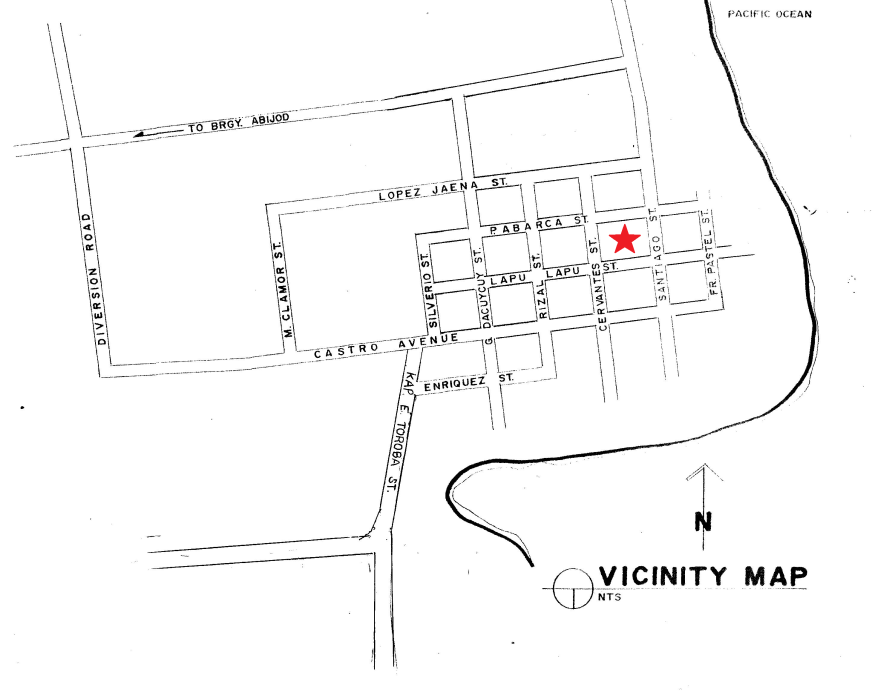 PACIFIC OCEAN
TO BRGY. ABIJOD
LOPEZ JAENA ST.
PABARCA ST.
LAPU LAPU ST.
DIVERSION ROAD
M. CLAMOR ST.
SILVERIO ST.
G. DACUYCUY ST.
RIZAL ST.
CERVANTES ST.
SANTIAGO ST.
FR. PASTEL ST.
CASTRO AVENUE
ENRIQUEZ ST.
KAP. E. TOROBA ST.
N
VICINITY MAP
NTS